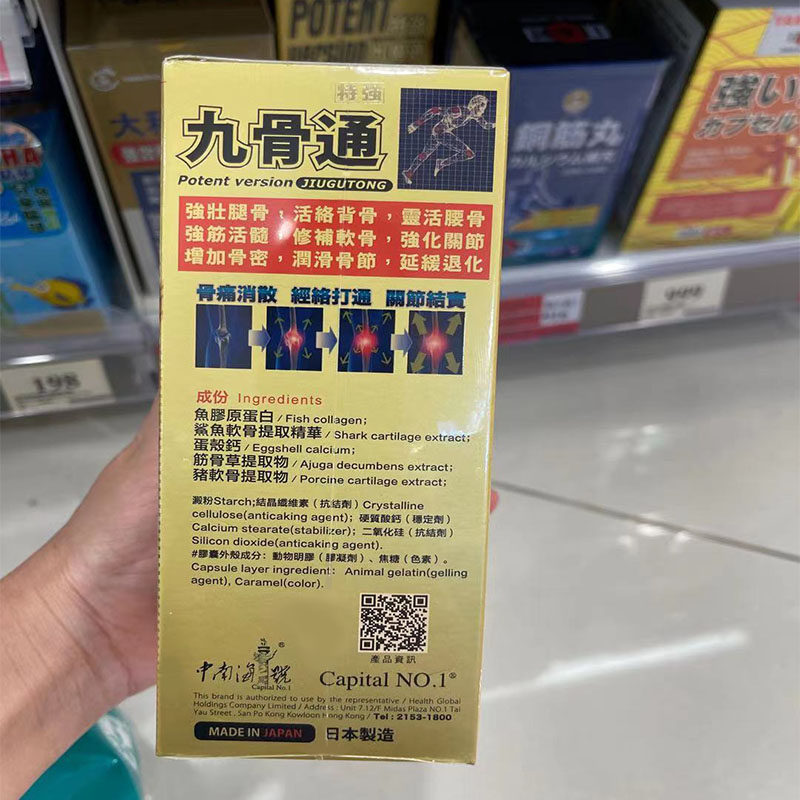 POTENT
特強
九骨通
Potent version JIUGUTONG
強壯腿骨，活絡背骨，靈活腰骨
強筋活髓，修補軟骨，強化關節
增加骨密，潤滑骨節，延緩退化
骨痛消散 經絡打通 關節結實
成份 Ingredients
魚膠原蛋白 / Fish collagen;
鯊魚軟骨提取精華 / Shark cartilage extract;
蛋殼鈣 / Eggshell calcium;
筋骨草提取物 / Ajuga decumbens extract;
豬軟骨提取物 / Porcine cartilage extract;
澱粉Starch;結晶纖維素（抗結劑）Crystalline
cellulose(anticaking agent); 硬質酸鈣（穩定劑）
Calcium stearate(stabilizer); 二氧化硅（抗結劑）
Silicon dioxide(anticaking agent).
#膠囊外殼成分：動物明膠（膠凝劑）、焦糖（色素）。
Capsule layer ingredient: Animal gelatin(gelling
agent), Caramel(color).
產品資訊
中南海號®
Capital No.1
Capital NO.1®
This brand is authorized to use by the representative / Health Global
Holdings Company Limited / Address : Unit 7,12/F Midas Plaza NO.1 Tai
Yau Street , San Po Kong Kowloon Hong Kong / Tel : 2153-1800
MADE IN JAPAN 日本製造
鋼筋丸
強い
カプセル
198
999